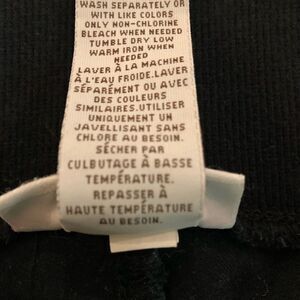 WASH SEPARATELY OR
WITH LIKE COLORS
ONLY NON-CHLORINE
BLEACH WHEN NEEDED
TUMBLE DRY LOW
WARM IRON WHEN
NEEDED
LAVER À LA MACHINE
À L'EAU FROIDE.LAVER
SÉPARÉMENT OU AVEC
DES COULEURS
SIMILAIRES.UTILISER
UNIQUEMENT UN
JAVELLISANT SANS
CHLORE AU BESOIN.
SÉCHER PAR
CULBUTAGE À BASSE
TEMPÉRATURE.
REPASSER À
HAUTE TEMPÉRATURE
AU BESOIN.